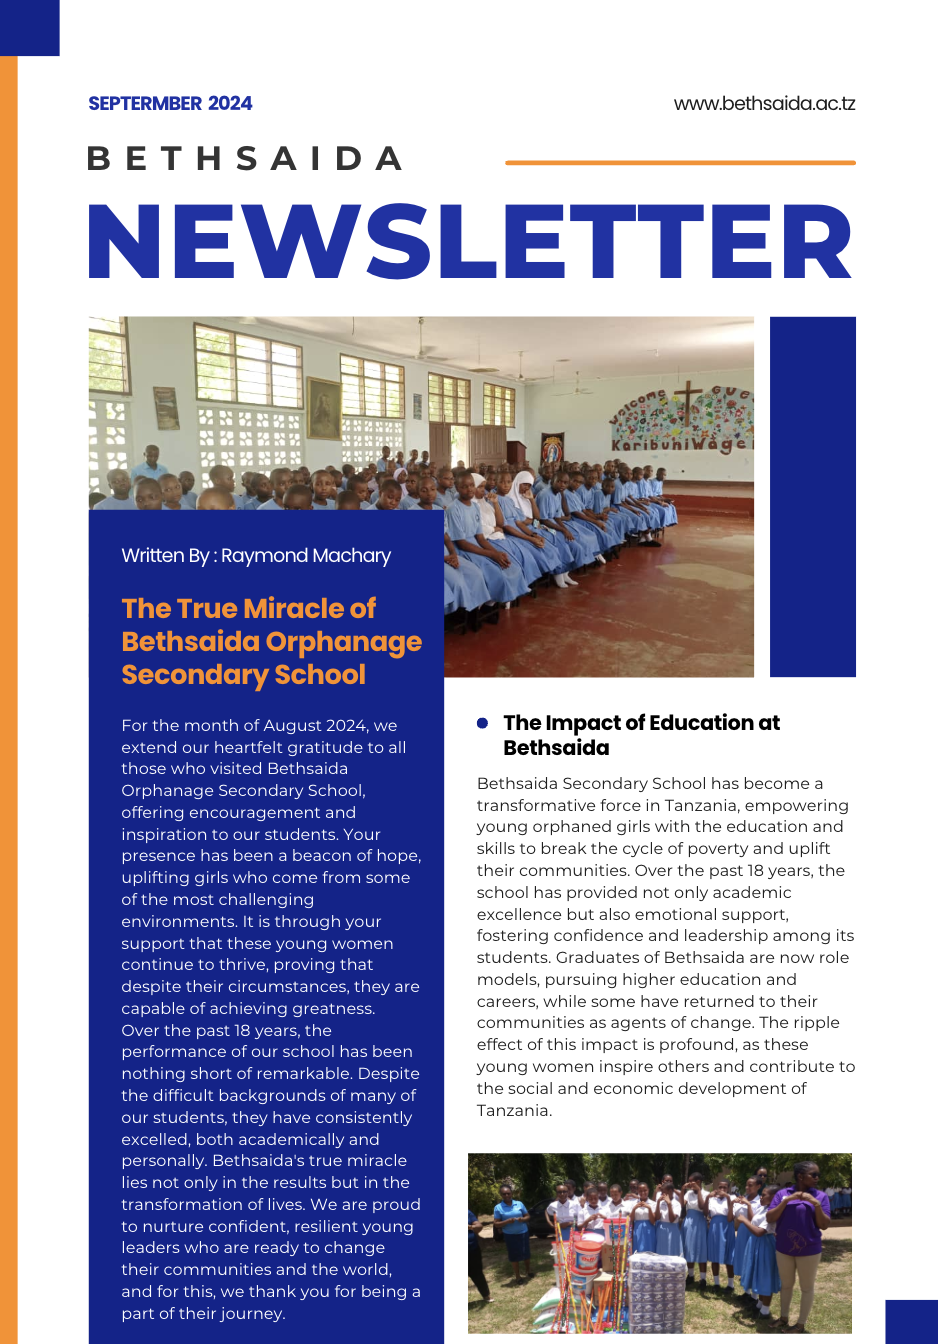 SEPTERMBER 2024
www.bethsaida.ac.tz
BETHSAIDA
NEWSLETTER
Welcome
KaribuniWage
Written By : Raymond Machary
The True Miracle of
Bethsaida Orphanage
Secondary School
For the month of August 2024, we
extend our heartfelt gratitude to all
those who visited Bethsaida
Orphanage Secondary School,
offering encouragement and
inspiration to our students. Your
presence has been a beacon of hope,
uplifting girls who come from some
of the most challenging
environments. It is through your
support that these young women
continue to thrive, proving that
despite their circumstances, they are
capable of achieving greatness.
Over the past 18 years, the
performance of our school has been
nothing short of remarkable. Despite
the difficult backgrounds of many of
our students, they have consistently
excelled, both academically and
personally. Bethsaida's true miracle
lies not only in the results but in the
transformation of lives. We are proud
to nurture confident, resilient young
leaders who are ready to change
their communities and the world,
and for this, we thank you for being a
part of their journey.
The Impact of Education at
Bethsaida
Bethsaida Secondary School has become a
transformative force in Tanzania, empowering
young orphaned girls with the education and
skills to break the cycle of poverty and uplift
their communities. Over the past 18 years, the
school has provided not only academic
excellence but also emotional support,
fostering confidence and leadership among its
students. Graduates of Bethsaida are now role
models, pursuing higher education and
careers, while some have returned to their
communities as agents of change. The ripple
effect of this impact is profound, as these
young women inspire others and contribute to
the social and economic development of
Tanzania.